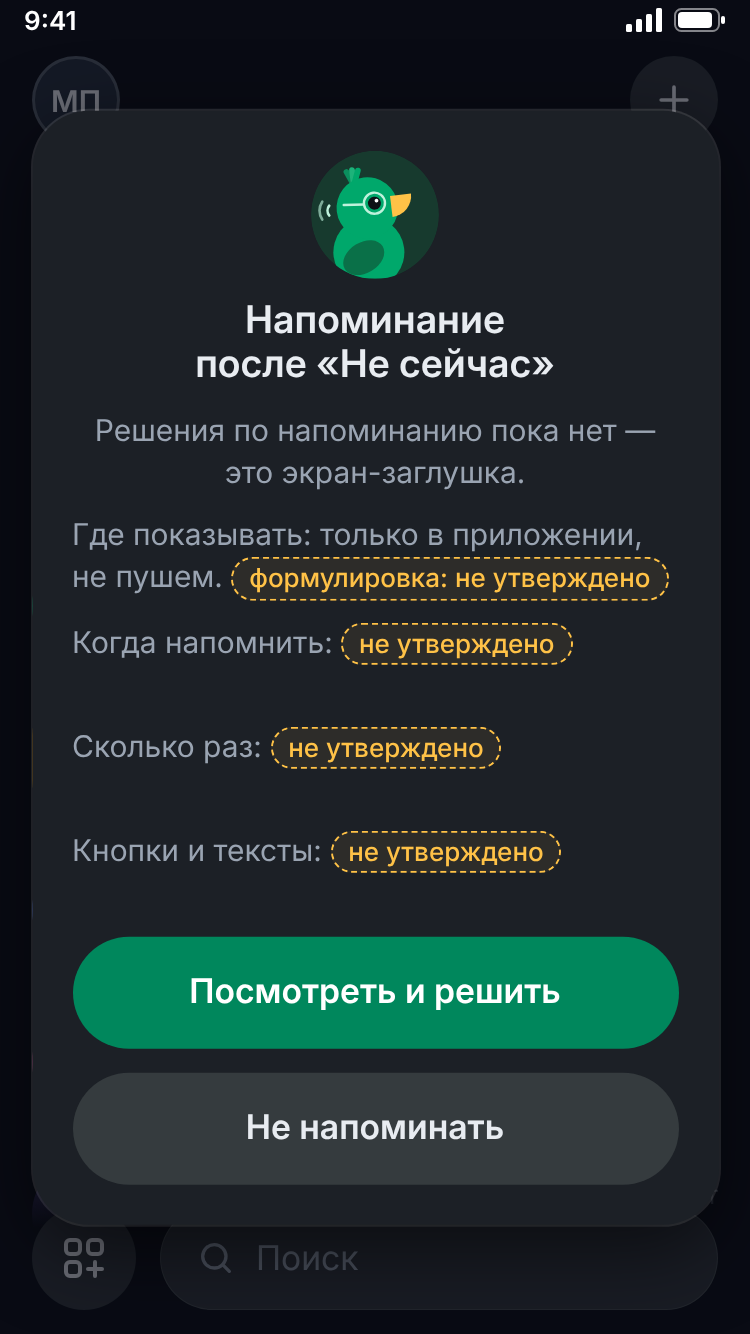 9:41
МП
Напоминание
после «Не сейчас»
Решения по напоминанию пока нет —
это экран-заглушка.
Где показывать: только в приложении,
не пушем. формулировка: не утверждено
Когда напомнить: не утверждено
Сколько раз: не утверждено
Кнопки и тексты: не утверждено
Посмотреть и решить
Не напоминать
Поиск